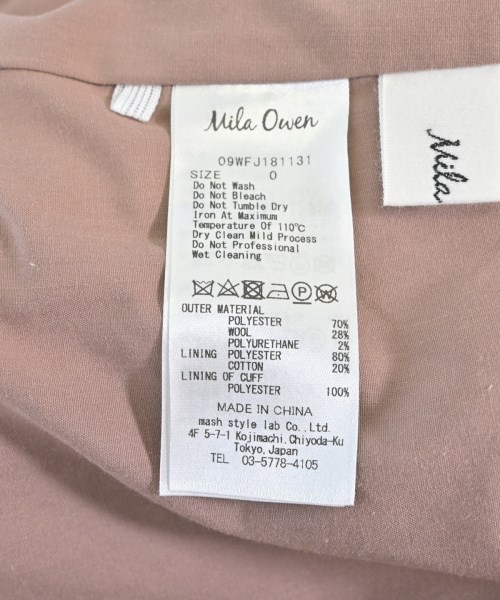 Mila Owen
Mila
09WFJ181131
SIZE 0
Do Not Wash
Do Not Bleach
Do Not Tumble Dry
Iron At Maximum
Temperature Of 110℃
Dry Clean Mild Process
Do Not Professional
Wet Cleaning
P W
OUTER MATERIAL
POLYESTER 70%
WOOL 28%
POLYURETHANE 2%
LINING POLYESTER 80%
COTTON 20%
LINING OF CUFF
POLYESTER 100%
MADE IN CHINA
mash style lab Co.,Ltd.
4F 5-7-1 Kojimachi,Chiyoda-Ku
Tokyo,Japan
TEL 03-5778-4105